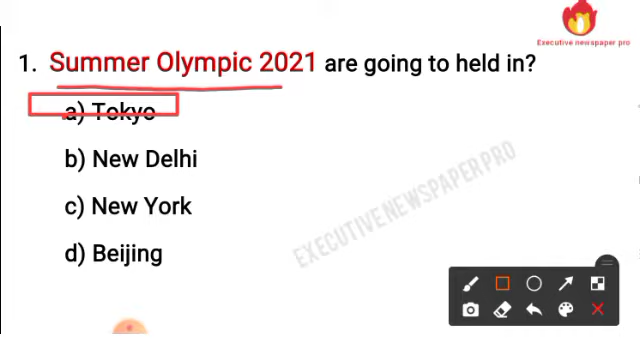 Executive newspaper pro
1. Summer Olympic 2021 are going to held in?
a) Tokyo
b) New Delhi
c) New York
d) Beijing
EXECUTIVE NEWSPAPER PRO